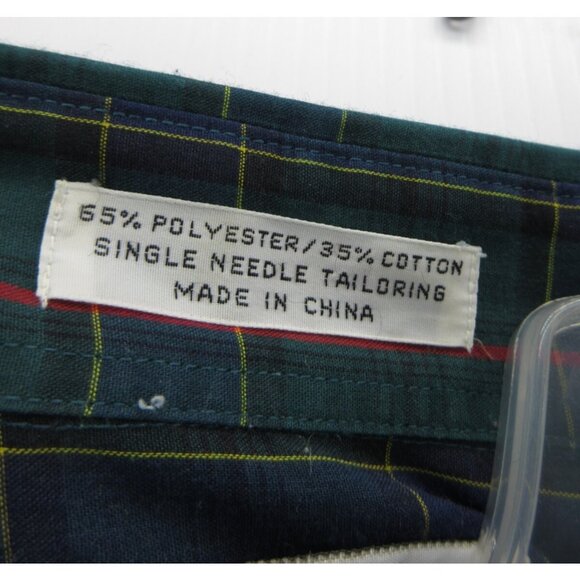 65% POLYESTER/35% COTTON
SINGLE NEEDLE TAILORING
MADE IN CHINA